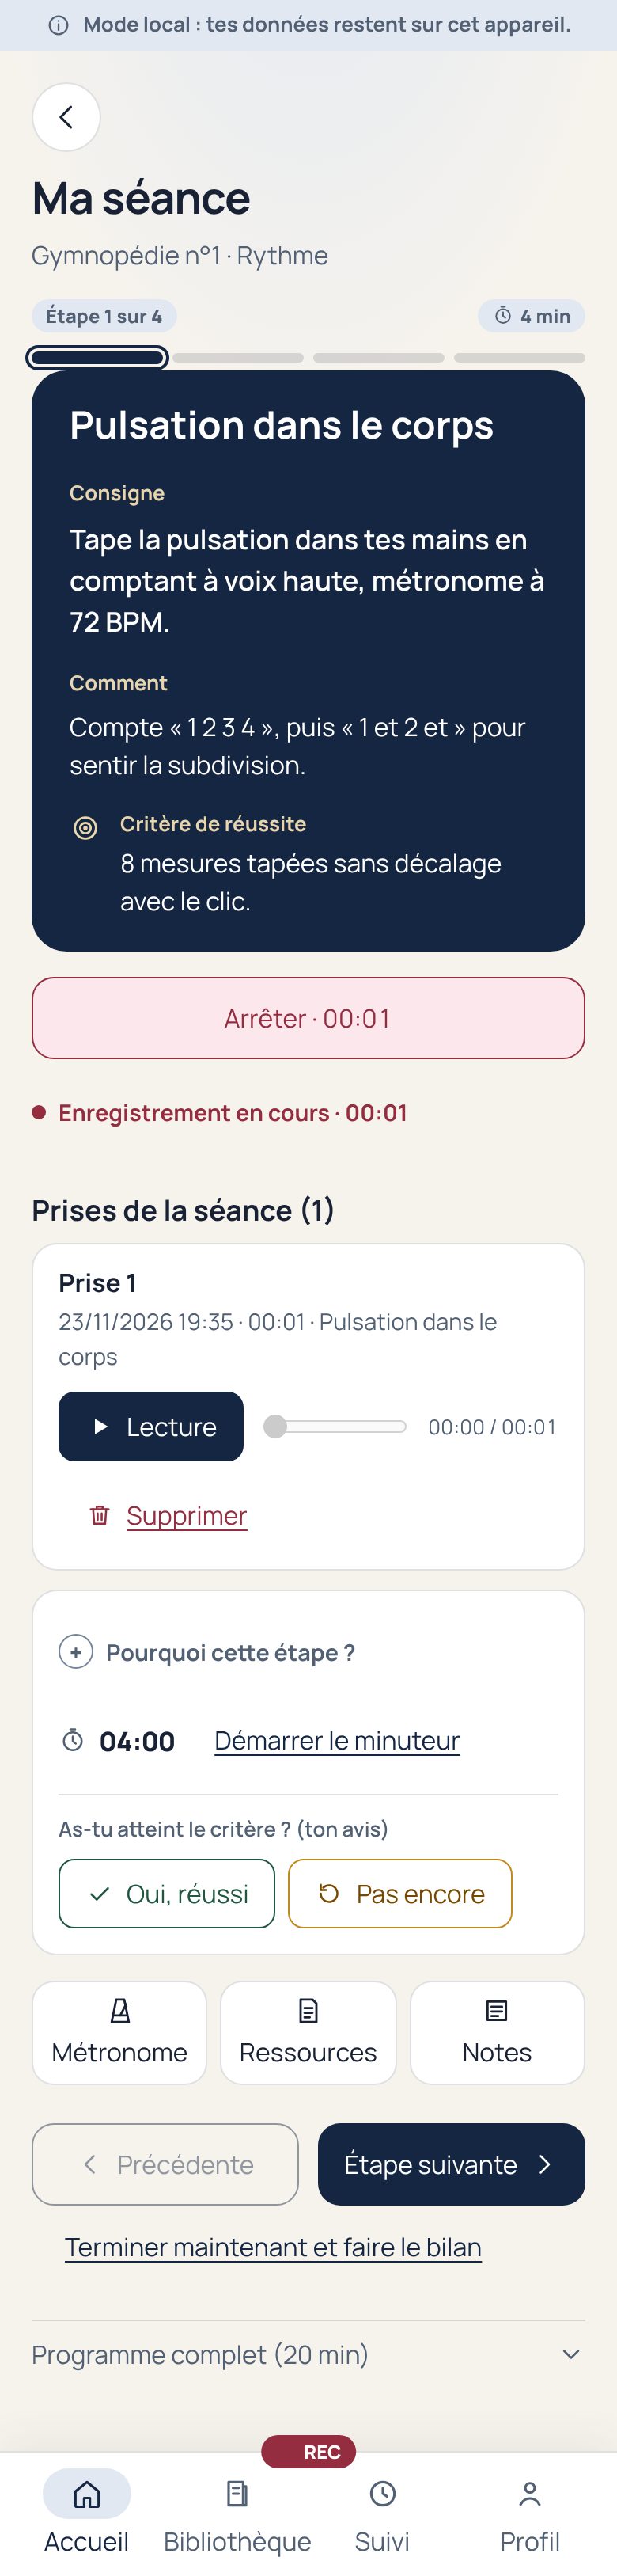 Mode local : tes données restent sur cet appareil.
Ma séance
Gymnopédie n°1 · Rythme
Étape 1 sur 4
4 min
Pulsation dans le corps
Consigne
Tape la pulsation dans tes mains en
comptant à voix haute, métronome à
72 BPM.
Comment
Compte « 1 2 3 4 », puis « 1 et 2 et » pour
sentir la subdivision.
Critère de réussite
8 mesures tapées sans décalage
avec le clic.
Arrêter · 00:01
Enregistrement en cours · 00:01
Prises de la séance (1)
Prise 1
23/11/2026 19:35 · 00:01 · Pulsation dans le
corps
Lecture
00:00 / 00:01
Supprimer
Pourquoi cette étape ?
04:00
Démarrer le minuteur
As-tu atteint le critère ? (ton avis)
Oui, réussi
Pas encore
Métronome
Ressources
Notes
Précédente
Étape suivante
Terminer maintenant et faire le bilan
Programme complet (20 min)
REC
Accueil
Bibliothèque
Suivi
Profil